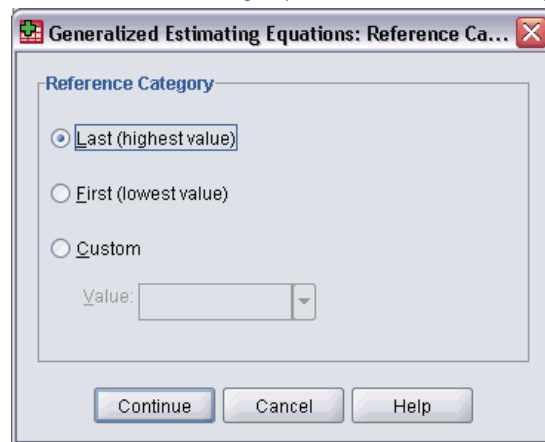 Generalized Estimating Equations: Reference Ca...
Reference Category
Last (highest value)
First (lowest value)
Custom
Value:
Continue Cancel Help